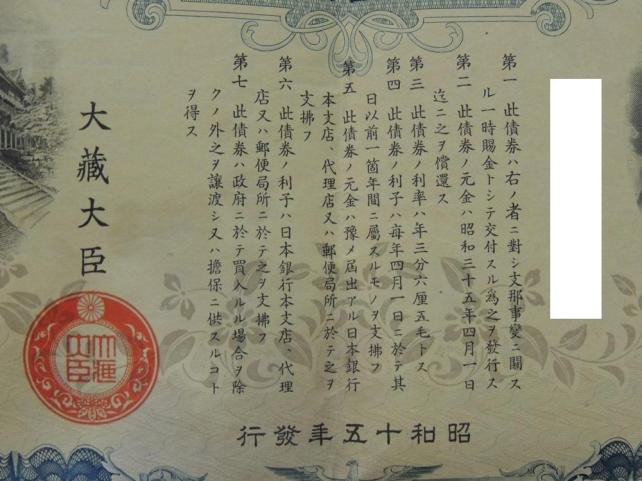 第一 此債券ハ右ノ者ニ對シ支那事變ニ關ス
ル一時賜金トシテ交付スル爲之ヲ發行ス
第二 此債券ノ元金ハ昭和三十五年四月一日
迄ニ之ヲ償還ス
第三 此債券ノ利率ハ年三分六厘五毛トス
第四 此債券ノ利子ハ每年四月一日ニ於テ其
日以前一箇年間ニ屬スルモノヲ支拂フ
第五 此債券ノ元金ハ豫メ屆出アル日本銀行
本支店、代理店又ハ郵便局所ニ於テ之ヲ
支拂フ
第六 此債券ノ利子ハ日本銀行本支店、代理
店又ハ郵便局所ニ於テ之ヲ支拂フ
第七 此債券ハ政府ニ於テ買入ルル場合ヲ除
クノ外之ヲ讓渡シ又ハ擔保ニ供スルコト
ヲ得ス
大藏大臣
大藏
大臣
昭和十五年發行